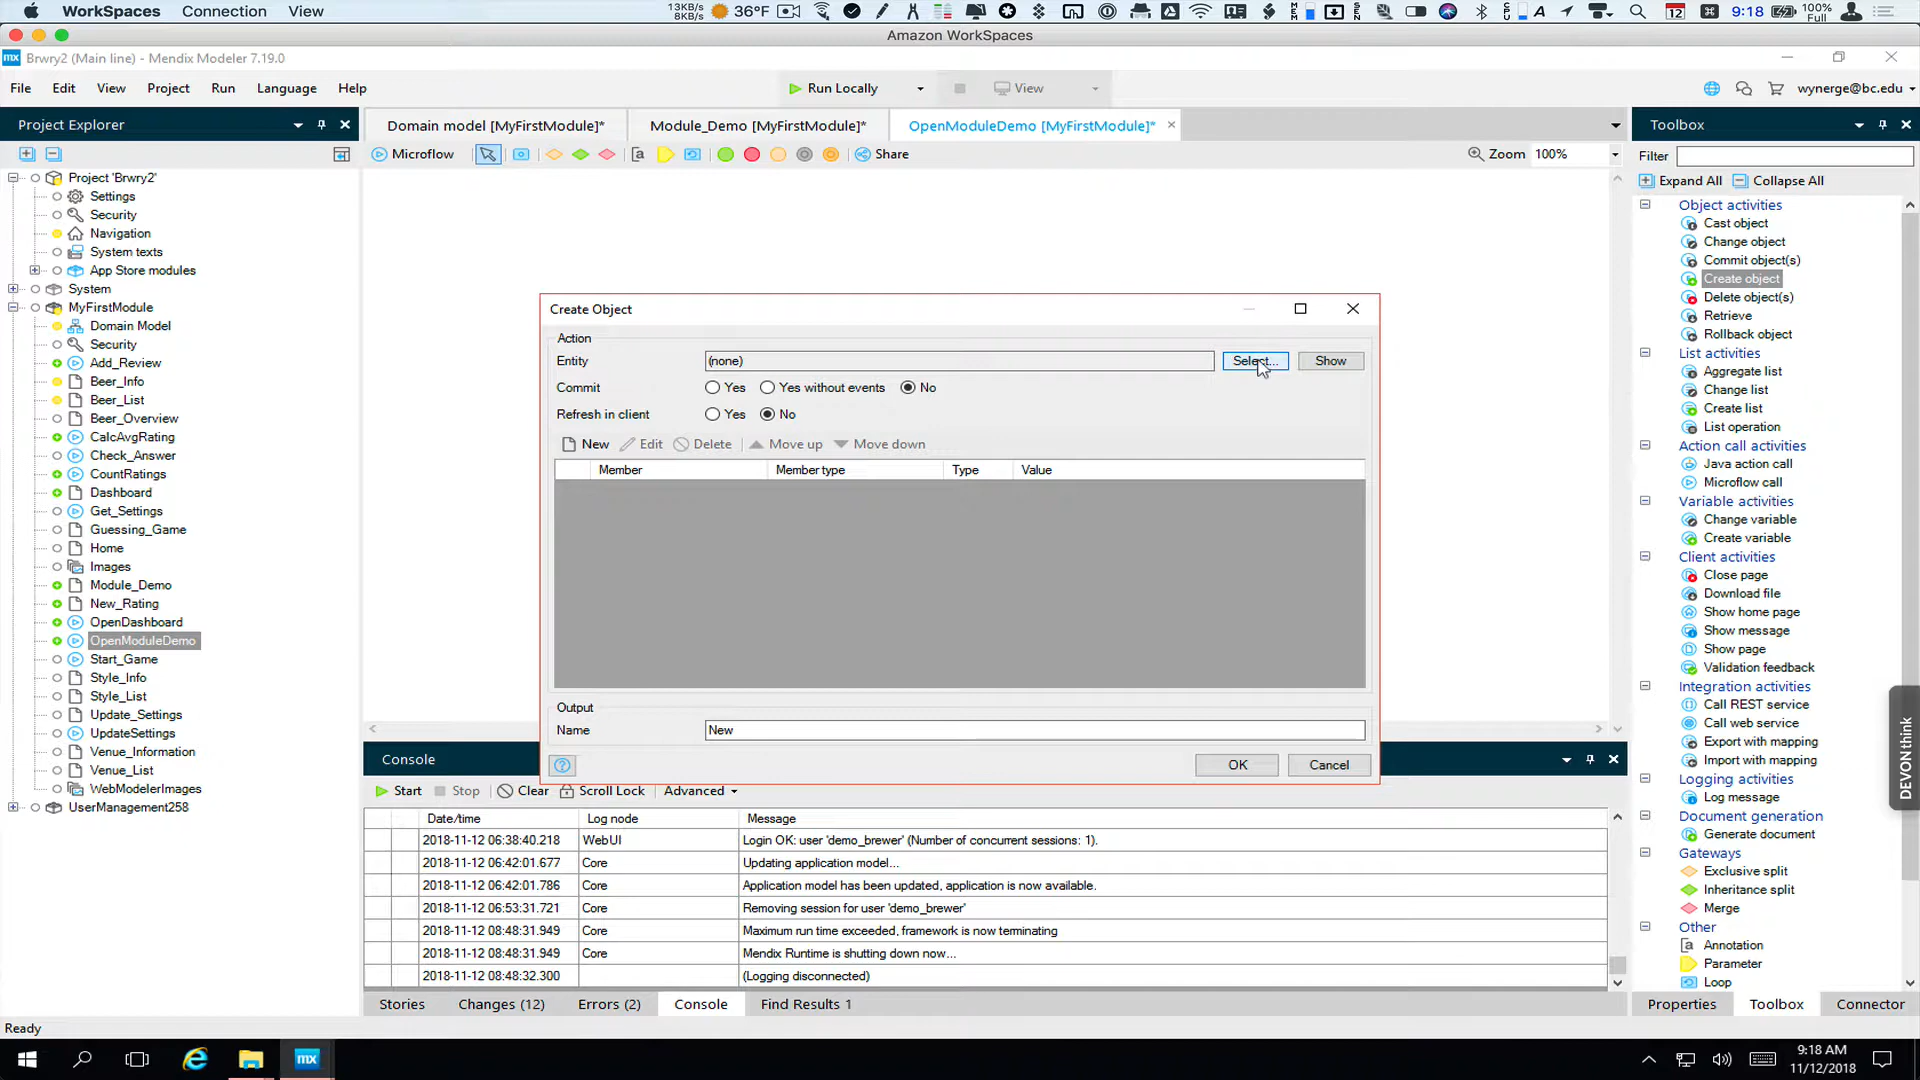 WorkSpaces Connection View 13KB/s 8KB/s 36°F MEM SEN CPU 12 9:18 100% Full
Amazon WorkSpaces
mx Brwry2 (Main line) - Mendix Modeler 7.19.0
File Edit View Project Run Language Help Run Locally View wynerge@bc.edu
Project Explorer
Domain model [MyFirstModule]* Module_Demo [MyFirstModule]* OpenModuleDemo [MyFirstModule]*
Toolbox
Microflow Share Zoom 100%
Filter
Expand All Collapse All
Project 'Brwry2'
Settings
Security
Navigation
System texts
App Store modules
System
MyFirstModule
Domain Model
Security
Add_Review
Beer_Info
Beer_List
Beer_Overview
CalcAvgRating
Check_Answer
CountRatings
Dashboard
Get_Settings
Guessing_Game
Home
Images
Module_Demo
New_Rating
OpenDashboard
OpenModuleDemo
Start_Game
Style_Info
Style_List
Update_Settings
UpdateSettings
Venue_Information
Venue_List
WebModelerImages
UserManagement258
Create Object
Action
Entity (none) Select... Show
Commit Yes Yes without events No
Refresh in client Yes No
New Edit Delete Move up Move down
Member Member type Type Value
Output
Name New
OK Cancel
Console
Start Stop Clear Scroll Lock Advanced
Date/time Log node Message
2018-11-12 06:38:40.218 WebUI Login OK: user 'demo_brewer' (Number of concurrent sessions: 1).
2018-11-12 06:42:01.677 Core Updating application model...
2018-11-12 06:42:01.786 Core Application model has been updated, application is now available.
2018-11-12 06:53:31.721 Core Removing session for user 'demo_brewer'
2018-11-12 08:48:31.949 Core Maximum run time exceeded, framework is now terminating
2018-11-12 08:48:31.949 Core Mendix Runtime is shutting down now...
2018-11-12 08:48:32.300 (Logging disconnected)
Stories Changes (12) Errors (2) Console Find Results 1
Object activities
Cast object
Change object
Commit object(s)
Create object
Delete object(s)
Retrieve
Rollback object
List activities
Aggregate list
Change list
Create list
List operation
Action call activities
Java action call
Microflow call
Variable activities
Change variable
Create variable
Client activities
Close page
Download file
Show home page
Show message
Show page
Validation feedback
Integration activities
Call REST service
Call web service
Export with mapping
Import with mapping
Logging activities
Log message
Document generation
Generate document
Gateways
Exclusive split
Inheritance split
Merge
Other
Annotation
Parameter
Loop
Properties Toolbox Connector
DEVONthink
Ready
mx
9:18 AM
11/12/2018